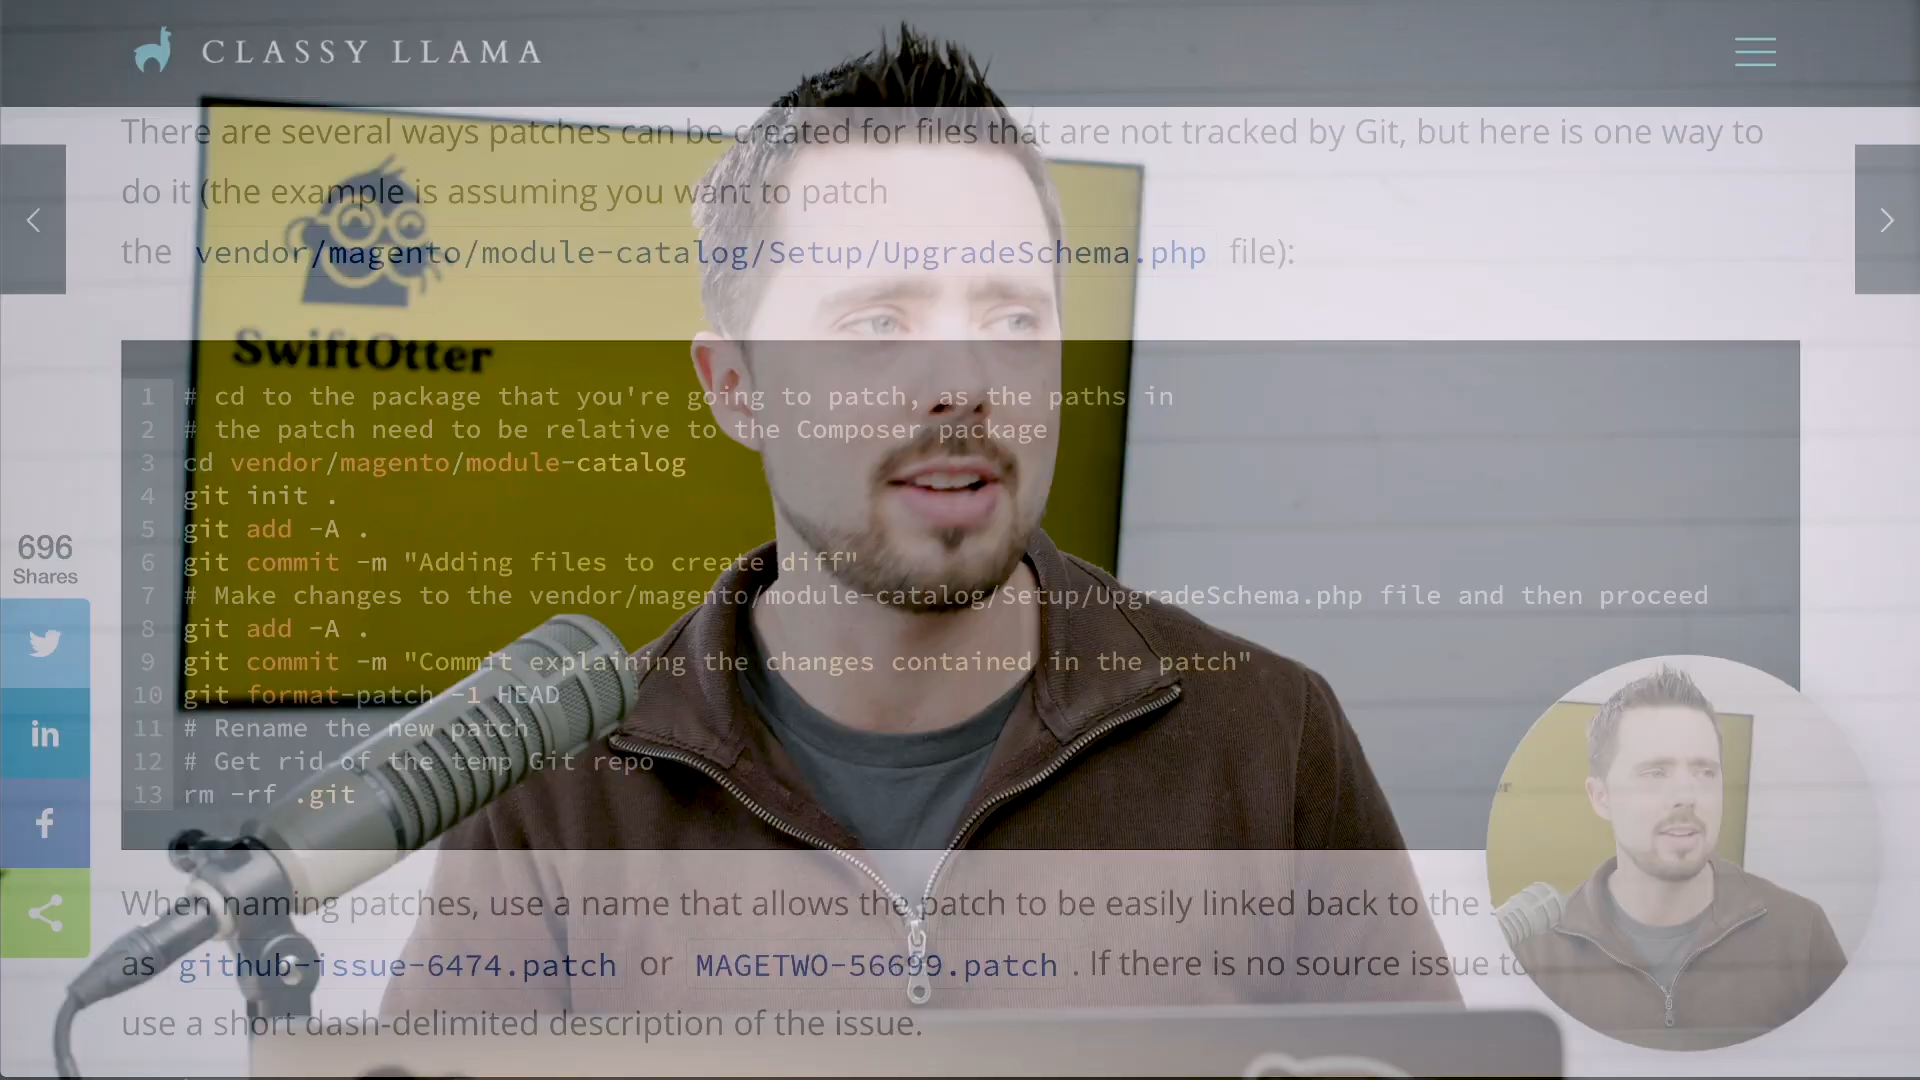 CLASSY LLAMA
There are several ways patches can be created for files that are not tracked by Git, but here is one way to
do it (the example is assuming you want to patch
the vendor/magento/module-catalog/Setup/UpgradeSchema.php file):
SwiftOtter
1 # cd to the package that you're going to patch, as the paths in
2 # the patch need to be relative to the Composer package
3 cd vendor/magento/module-catalog
4 git init .
5 git add -A .
6 git commit -m "Adding files to create diff"
7 # Make changes to the vendor/magento/module-catalog/Setup/UpgradeSchema.php file and then proceed
8 git add -A .
9 git commit -m "Commit explaining the changes contained in the patch"
10 git format-patch -1 HEAD
11 # Rename the new patch
12 # Get rid of the temp Git repo
13 rm -rf .git
696
Shares
in
f
When naming patches, use a name that allows the patch to be easily linked back to the
as github-issue-6474.patch or MAGETWO-56699.patch . If there is no source issue to
use a short dash-delimited description of the issue.